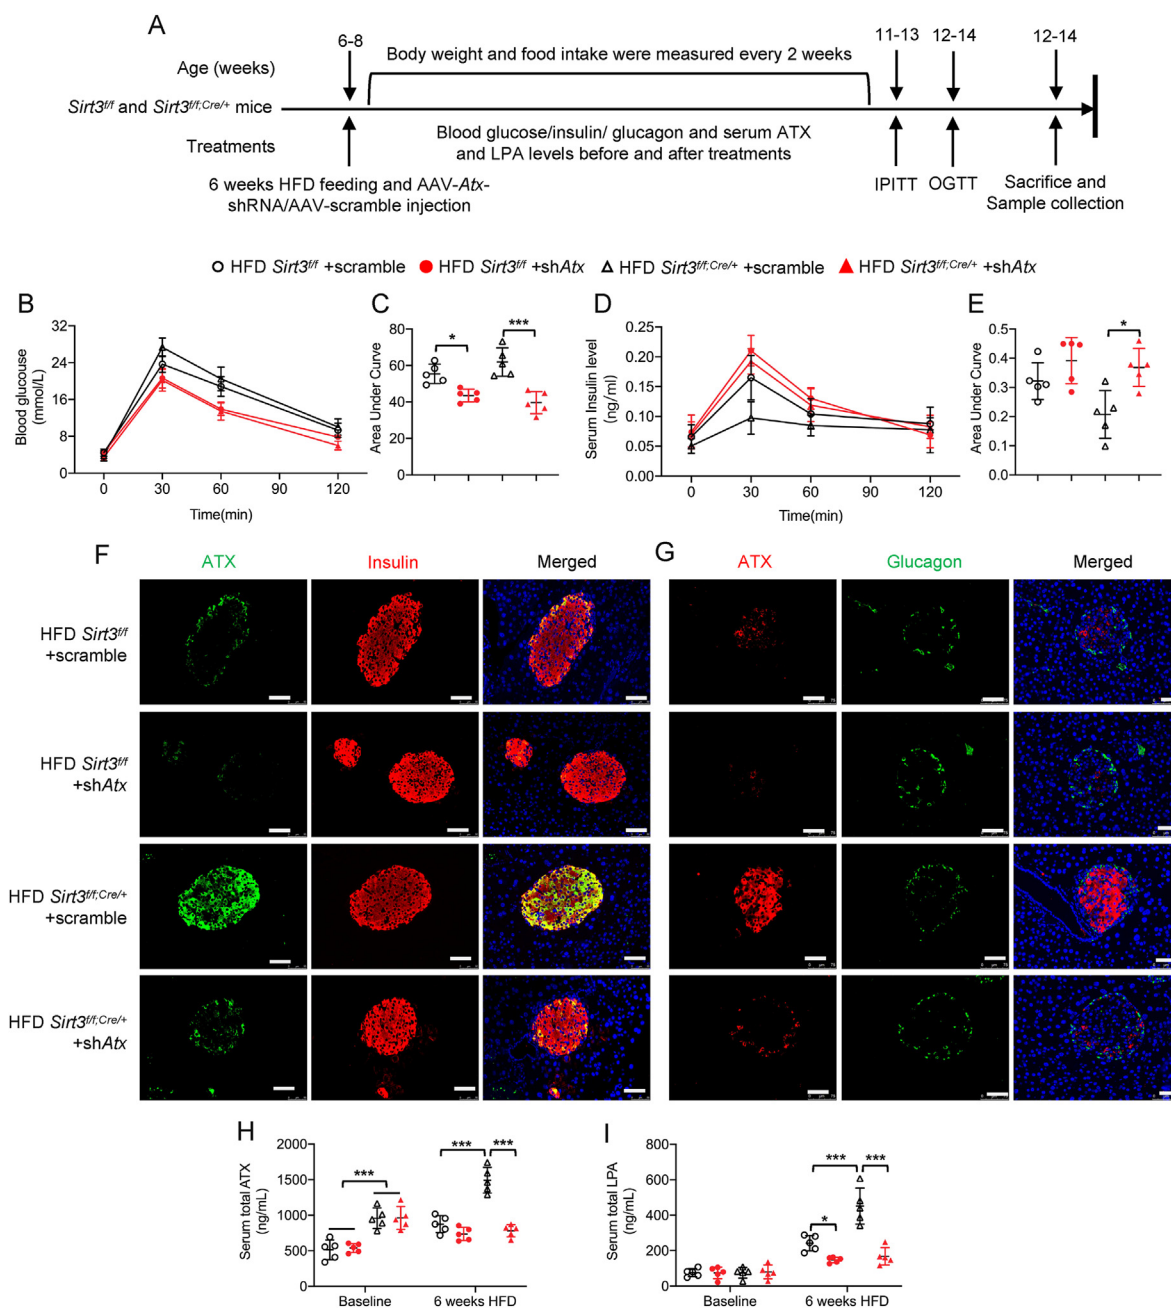 A
6-8
Body weight and food intake were measured every 2 weeks
11-13 12-14
12-14
Age (weeks)
Sirt3f/f and Sirt3f/f;Cre/+ mice
Treatments
Blood glucose/insulin/ glucagon and serum ATX
and LPA levels before and after treatments
6 weeks HFD feeding and AAV-Atx-
shRNA/AAV-scramble injection
IPITT OGTT
Sacrifice and
Sample collection
HFD Sirt3f/f +scramble HFD Sirt3f/f +shAtx HFD Sirt3f/f;Cre/+ +scramble HFD Sirt3f/f;Cre/+ +shAtx
B
Blood glucouse
(mmol/L)
32
24
16
8
0
0 30 60 90 120
Time(min)
C
Area Under Curve
80
60
40
20
0
*
***
D
Serum Insulin level
(ng/ml)
0.25
0.20
0.15
0.10
0.05
0.00
0 30 60 90 120
Time(min)
E
Area Under Curve
0.5
0.4
0.3
0.2
0.1
0.0
*
F
ATX Insulin Merged
G
ATX Glucagon Merged
HFD Sirt3f/f
+scramble
HFD Sirt3f/f
+shAtx
HFD Sirt3f/f;Cre/+
+scramble
HFD Sirt3f/f;Cre/+
+shAtx
H
Serum total ATX
(ng/mL)
2000
1500
1000
500
0
***
*** ***
Baseline 6 weeks HFD
I
Serum total LPA
(ng/mL)
800
600
400
200
0
*** ***
*
Baseline 6 weeks HFD